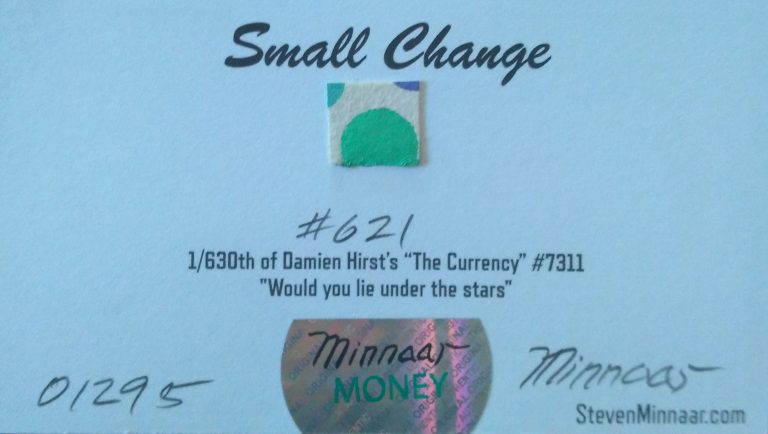 Small Change
#621
1/630th of Damien Hirst's "The Currency" #7311
"Would you lie under the stars"
Minnaar
MONEY
01295
Minnaar
StevenMinnaar.com